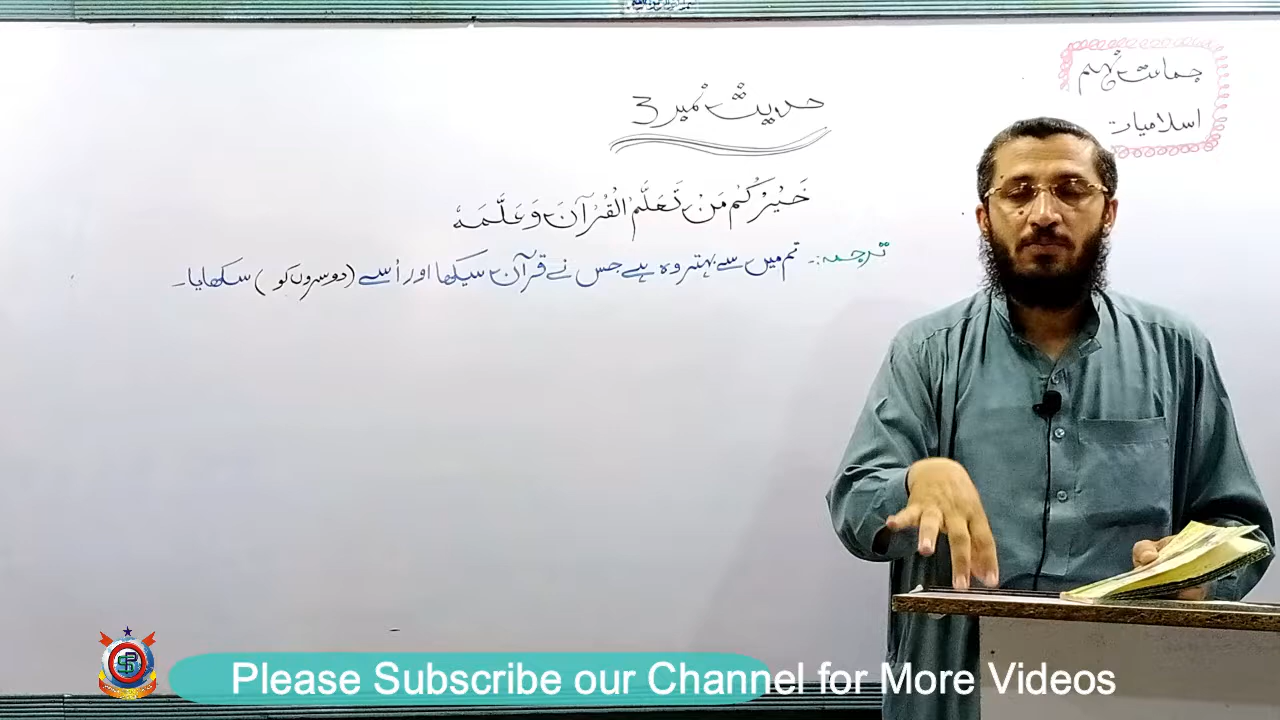 جماعت نہم
اسلامیات
حدیث نمبر 3
خَيْرُكُمْ مَنْ تَعَلَّمَ الْقُرْآنَ وَعَلَّمَهٗ
ترجمہ:۔ تم میں سے بہتر وہ ہے جس نے قرآن سیکھا اور اُسے (دوسروں کو) سکھایا۔
Please Subscribe our Channel for More Videos